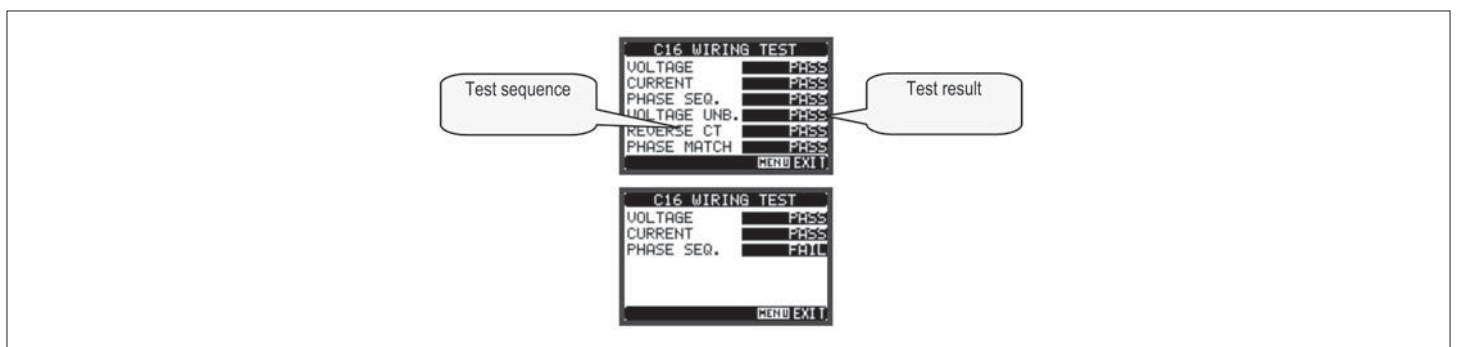 C16 WIRING TEST
VOLTAGE PASS
CURRENT PASS
PHASE SEQ. PASS
VOLTAGE UNB. PASS
REVERSE CT PASS
PHASE MATCH PASS
MENU EXIT
Test sequence
Test result
C16 WIRING TEST
VOLTAGE PASS
CURRENT PASS
PHASE SEQ. FAIL
MENU EXIT